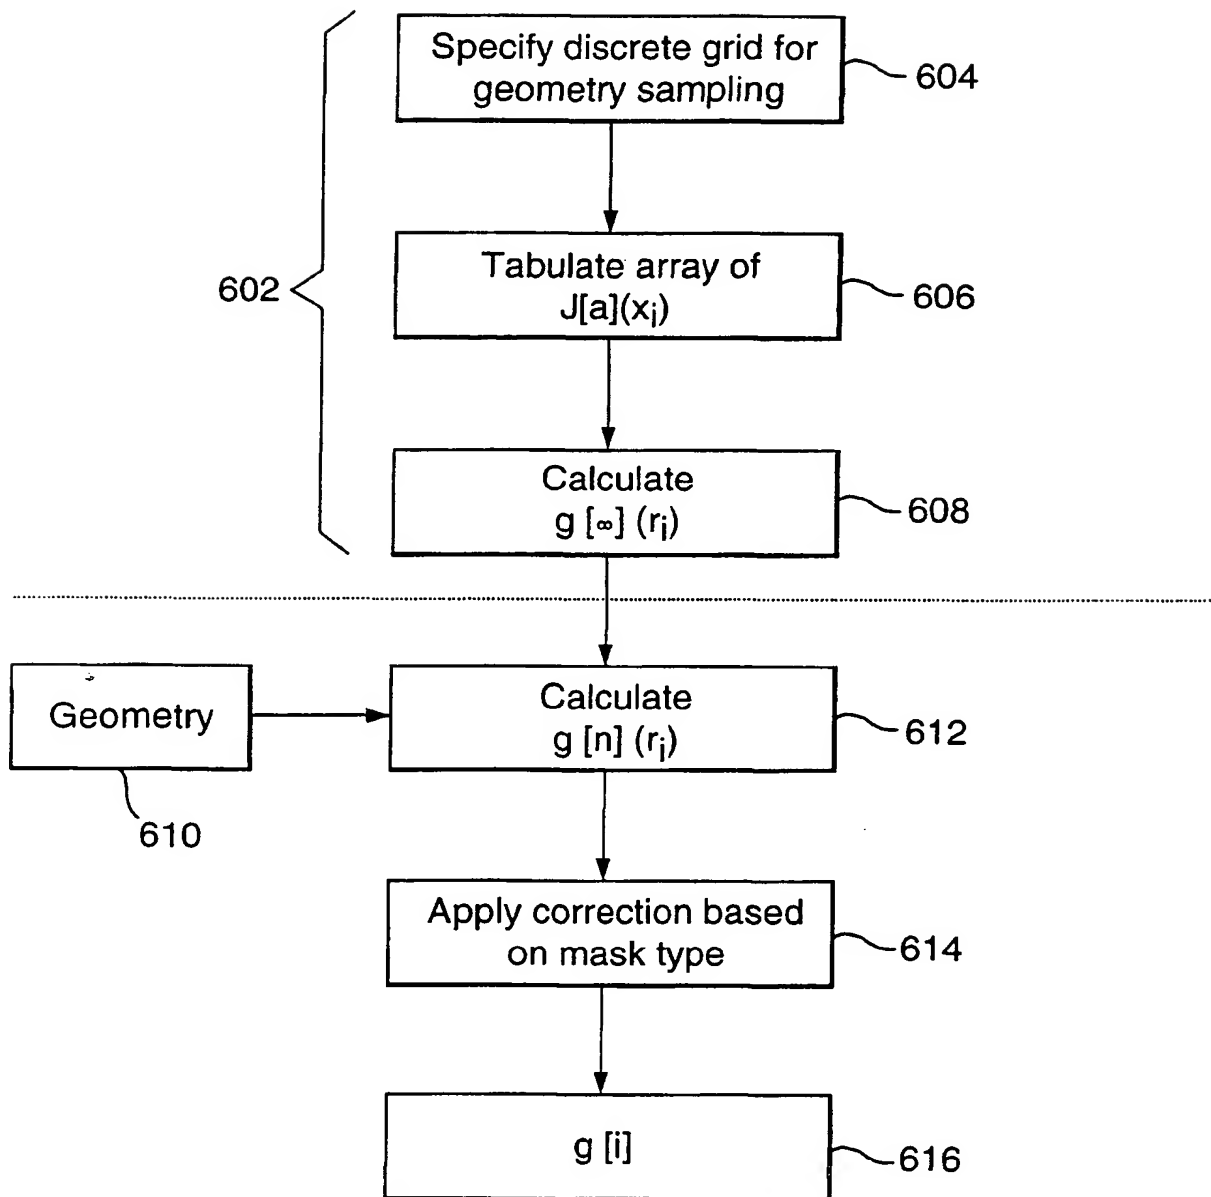 Specify discrete grid for
geometry sampling
604
602
Tabulate array of
J[a](xi)
606
Calculate
g [∞] (ri)
608
Geometry
610
Calculate
g [n] (ri)
612
Apply correction based
on mask type
614
g [i]
616